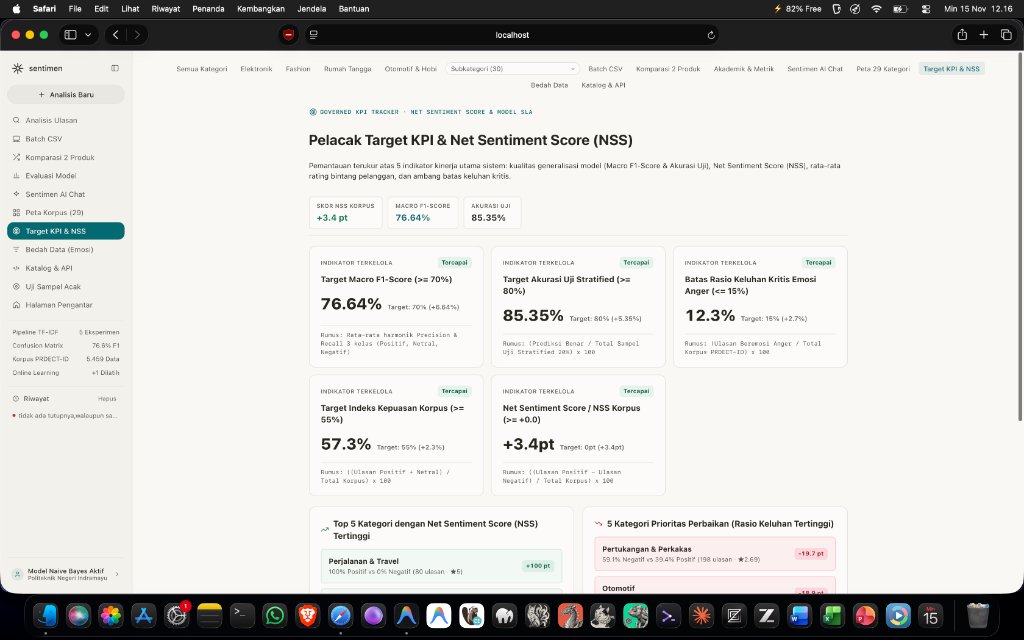 Safari File Edit Lihat Riwayat Penanda Kembangkan Jendela Bantuan
82% Free
Min 15 Nov 12.16
localhost
sentimen
+ Analisis Baru
Analisis Ulasan
Batch CSV
Komparasi 2 Produk
Evaluasi Model
Sentimen AI Chat
Peta Korpus (29)
Target KPI & NSS
Bedah Data (Emosi)
Katalog & API
Uji Sampel Acak
Halaman Pengantar
Pipeline TF-IDF 5 Eksperimen
Confusion Matrix 76.6% F1
Korpus PRDECT-ID 5.459 Data
Online Learning +1 Dilatih
Riwayat Hapus
tidak ada tutupnya,walaupun sa...
Model Naive Bayes Aktif
Politeknik Negeri Indramayu
Semua Kategori Elektronik Fashion Rumah Tangga Otomotif & Hobi Subkategori (30) Batch CSV Komparasi 2 Produk Akademik & Metrik Sentimen AI Chat Peta 29 Kategori Target KPI & NSS
Bedah Data Katalog & API
GOVERNED KPI TRACKER · NET SENTIMENT SCORE & MODEL SLA
Pelacak Target KPI & Net Sentiment Score (NSS)
Pemantauan terukur atas 5 indikator kinerja utama sistem: kualitas generalisasi model (Macro F1-Score & Akurasi Uji), Net Sentiment Score (NSS), rata-rata
rating bintang pelanggan, dan ambang batas keluhan kritis.
SKOR NSS KORPUS
+3.4 pt
MACRO F1-SCORE
76.64%
AKURASI UJI
85.35%
INDIKATOR TERKELOLA Tercapai
Target Macro F1-Score (>= 70%)
76.64% Target: 70% (+6.64%)
Rumus: Rata-rata harmonik Precision &
Recall 3 kelas (Positif, Netral,
Negatif)
INDIKATOR TERKELOLA Tercapai
Target Akurasi Uji Stratified (>=
80%)
85.35% Target: 80% (+5.35%)
Rumus: (Prediksi Benar / Total Sampel
Uji Stratified 20%) x 100
INDIKATOR TERKELOLA Tercapai
Batas Rasio Keluhan Kritis Emosi
Anger (<= 15%)
12.3% Target: 15% (+2.7%)
Rumus: (Ulasan Beremosi Anger / Total
Korpus PRDECT-ID) x 100
INDIKATOR TERKELOLA Tercapai
Target Indeks Kepuasan Korpus (>=
55%)
57.3% Target: 55% (+2.3%)
Rumus: ((Ulasan Positif + Netral) /
Total Korpus) x 100
INDIKATOR TERKELOLA Tercapai
Net Sentiment Score / NSS Korpus
(>= +0.0)
+3.4pt Target: 0pt (+3.4pt)
Rumus: ((Ulasan Positif - Ulasan
Negatif) / Total Korpus) x 100
Top 5 Kategori dengan Net Sentiment Score (NSS)
Tertinggi
Perjalanan & Travel
100% Positif vs 0% Negatif (80 ulasan ★5)
+100 pt
5 Kategori Prioritas Perbaikan (Rasio Keluhan Tertinggi)
Pertukangan & Perkakas
59.1% Negatif vs 39.4% Positif (198 ulasan ★2.69)
-19.7 pt
Otomotif
1
Min
15